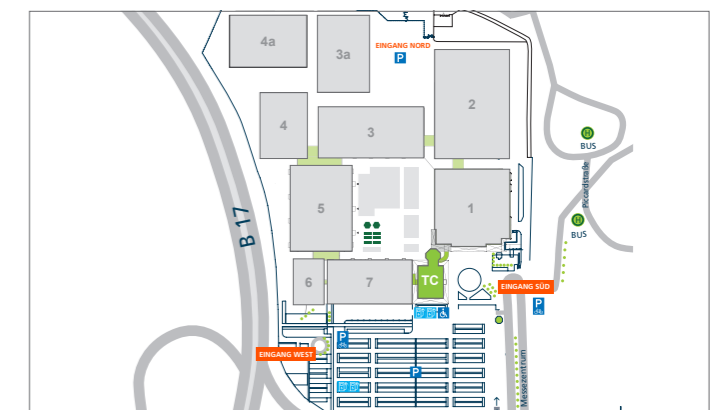 4a
3a
EINGANG NORD
P
2
4
3
H
BUS
Piccardstraße
5
1
B 17
H
BUS
6
7
TC
EINGANG SÜD
P
P
EINGANG WEST
P
Messezentrum